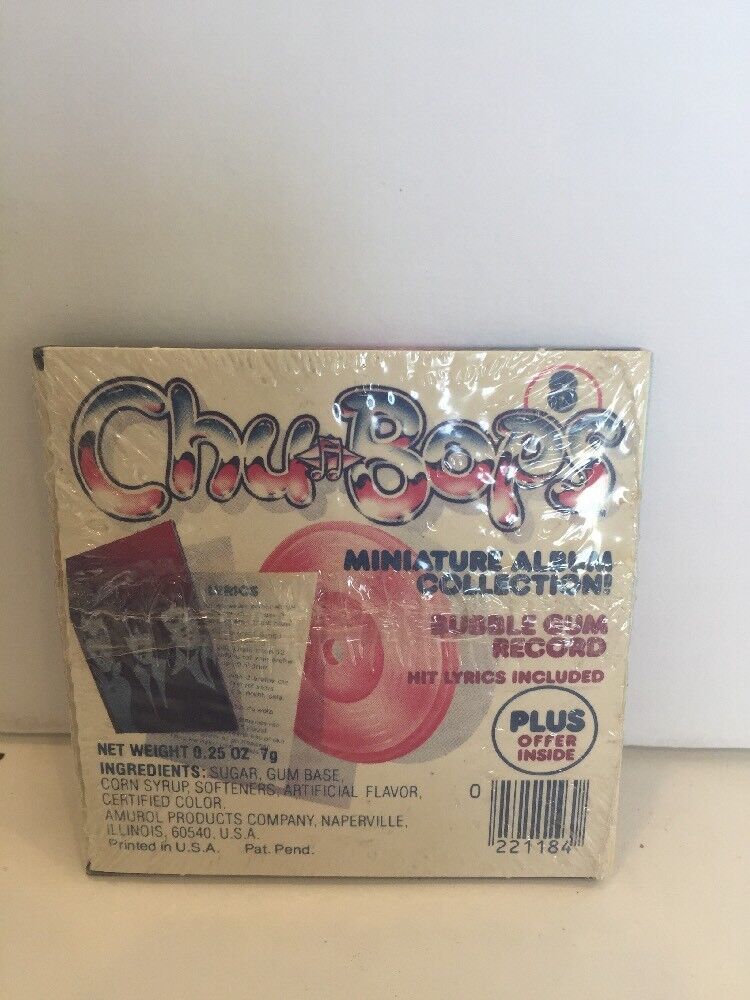 8
Chu Bops
MINIATURE ALBUM
COLLECTION!
LYRICS
BUBBLE GUM
RECORD
HIT LYRICS INCLUDED
PLUS
OFFER
INSIDE
NET WEIGHT 0.25 OZ 7g
INGREDIENTS: SUGAR, GUM BASE,
CORN SYRUP, SOFTENERS, ARTIFICIAL FLAVOR,
CERTIFIED COLOR.
AMUROL PRODUCTS COMPANY, NAPERVILLE,
ILLINOIS, 60540, U.S.A.
Printed in U.S.A. Pat. Pend.
0
221184